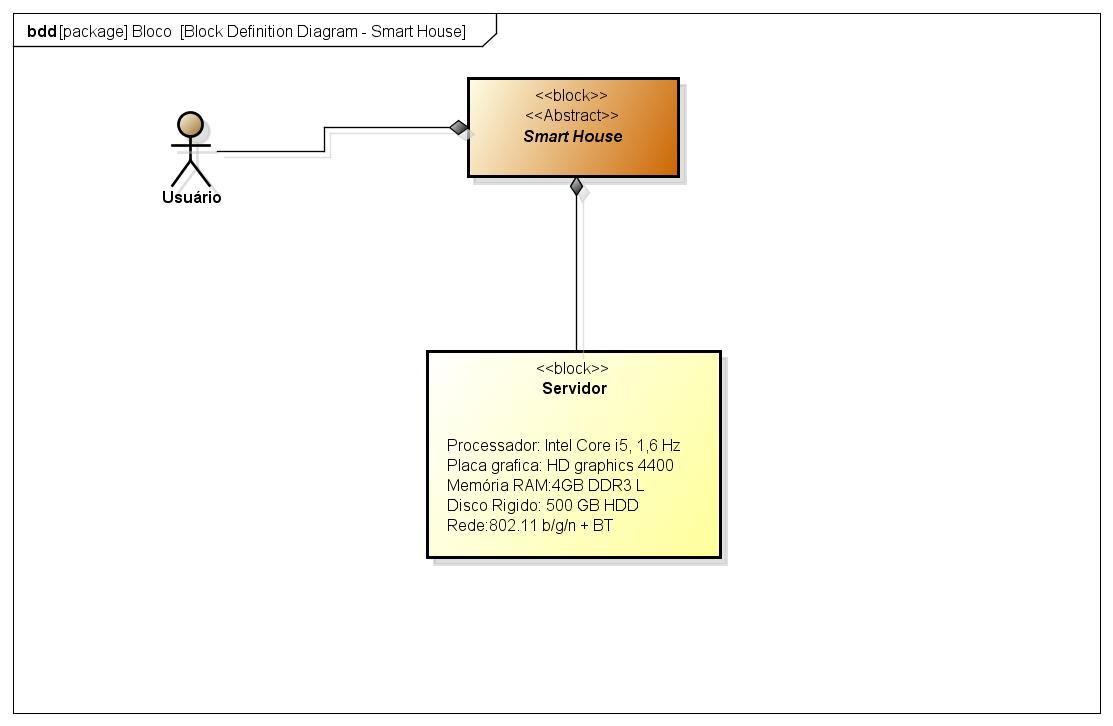 bdd [package] Bloco [Block Definition Diagram - Smart House]
<<block>>
<<Abstract>>
Smart House
Usuário
<<block>>
Servidor
Processador: Intel Core i5, 1,6 Hz
Placa grafica: HD graphics 4400
Memória RAM:4GB DDR3 L
Disco Rigido: 500 GB HDD
Rede:802.11 b/g/n + BT